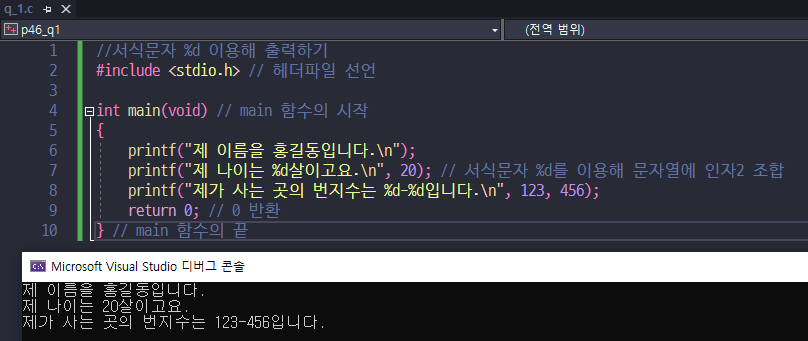 q_1.c
p46_q1
(전역 범위)
1 //서식문자 %d 이용해 출력하기
2 #include <stdio.h> // 헤더파일 선언
3
4 int main(void) // main 함수의 시작
5 {
6 printf("제 이름을 홍길동입니다.\n");
7 printf("제 나이는 %d살이고요.\n", 20); // 서식문자 %d를 이용해 문자열에 인자2 조합
8 printf("제가 사는 곳의 번지수는 %d-%d입니다.\n", 123, 456);
9 return 0; // 0 반환
10 } // main 함수의 끝
Microsoft Visual Studio 디버그 콘솔
제 이름을 홍길동입니다.
제 나이는 20살이고요.
제가 사는 곳의 번지수는 123-456입니다.